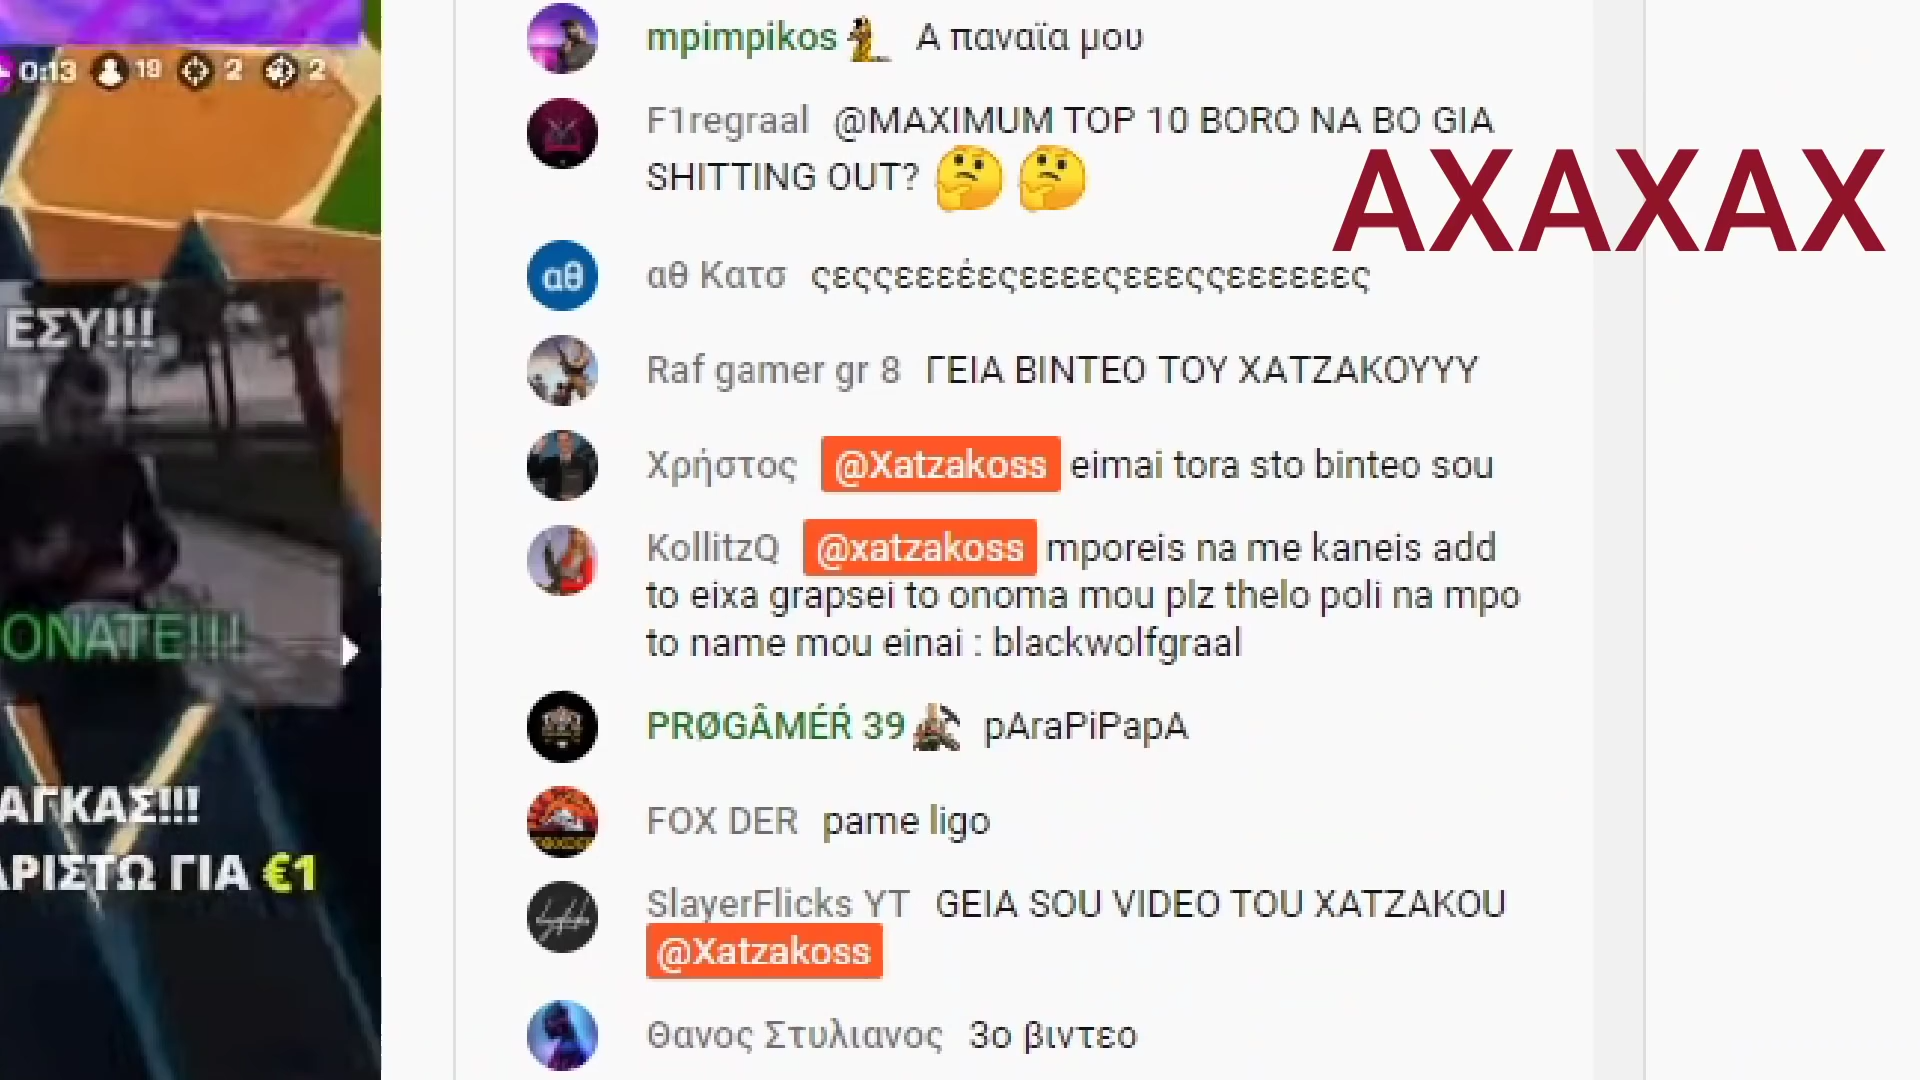 0:13 19 2 2
ΕΣΥ!!!
ONATE!!!
ΑΓΚΑΣ!!!
ΑΡΙΣΤΩ ΓΙΑ €1
mpimpikos Α παναϊα μου
F1regraal @MAXIMUM TOP 10 BORO NA BO GIA
SHITTING OUT? 🤔 🤔
AXAXAX
αθ
αθ Κατσ ςεςςεεεέεςεεεεςεεεςςεεεεεες
Raf gamer gr 8 ΓΕΙΑ ΒΙΝΤΕΟ ΤΟΥ ΧΑΤΖΑΚΟΥΥΥ
Χρήστος @Xatzakoss eimai tora sto binteo sou
KollitzQ @xatzakoss mporeis na me kaneis add
to eixa grapsei to onoma mou plz thelo poli na mpo
to name mou einai : blackwolfgraal
PRØGÂMÉŔ 39 pAraPiPapA
FOX DER pame ligo
SlayerFlicks YT GEIA SOU VIDEO TOU XATZAKOU
@Xatzakoss
Θανος Στυλιανος 3ο βιντεο